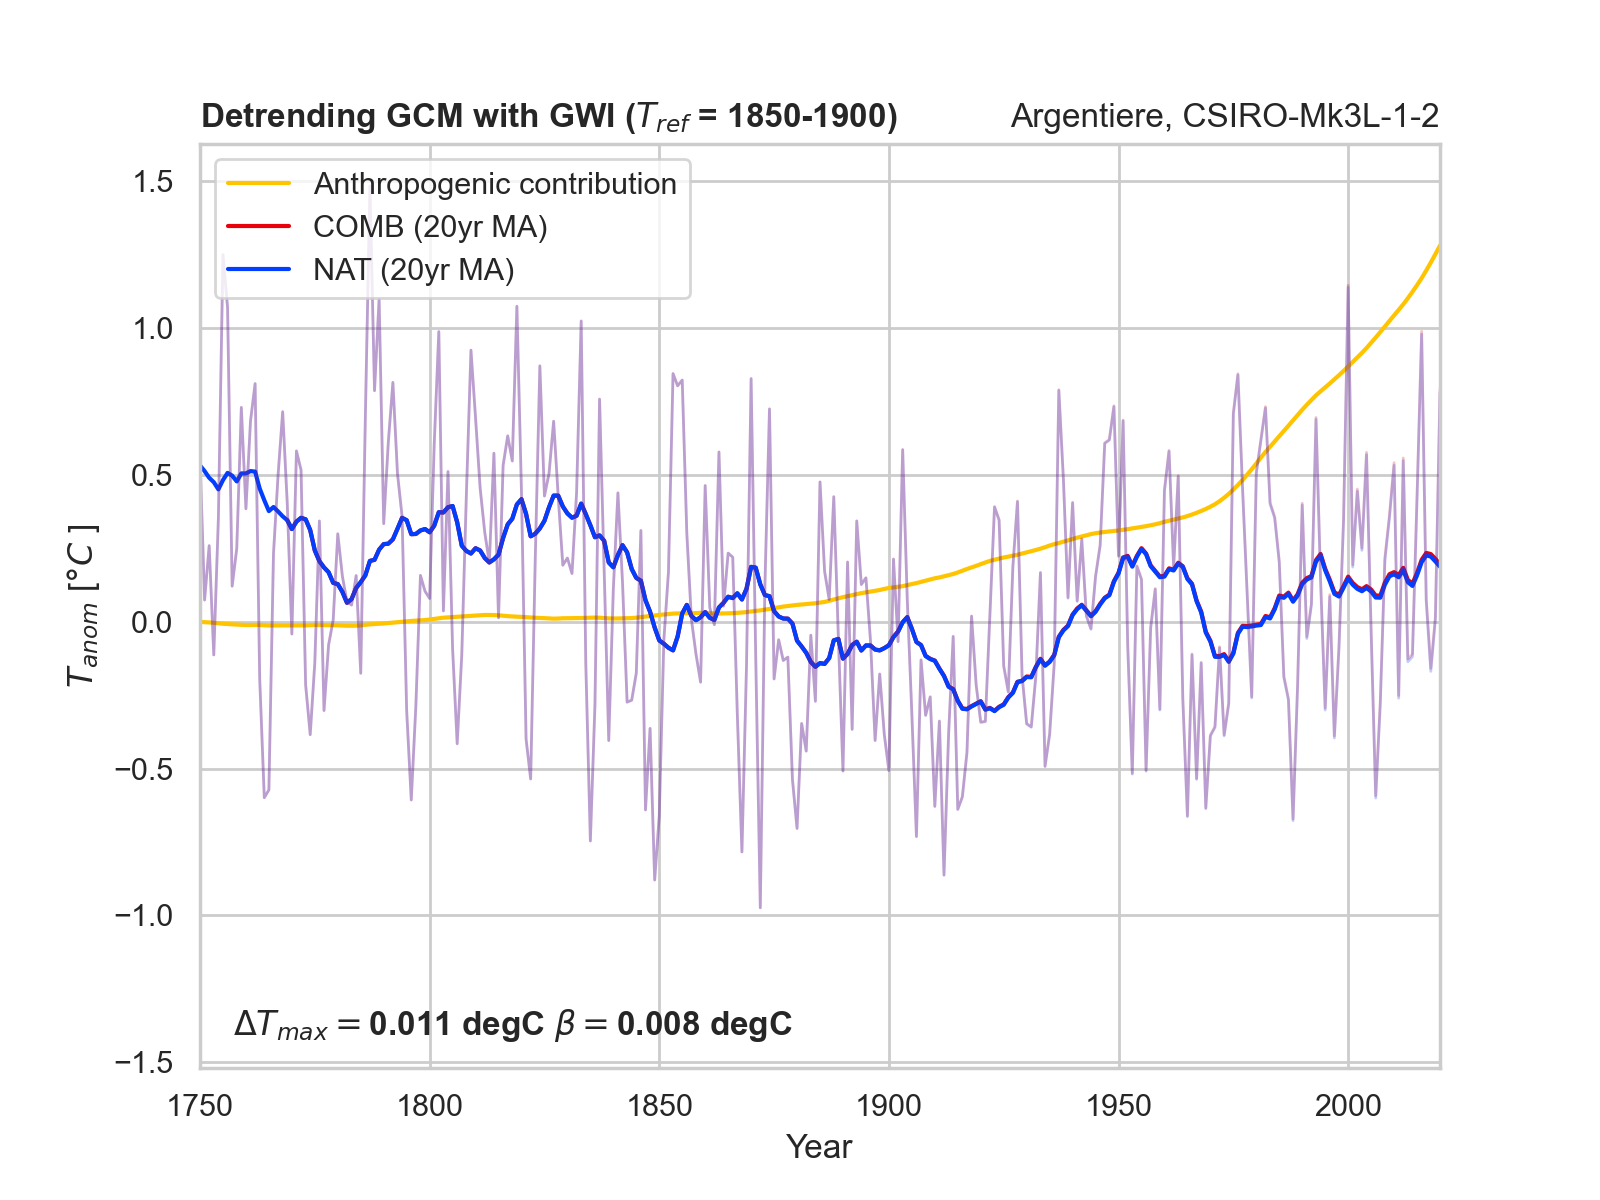 Detrending GCM with GWI (T_ref = 1850-1900)
Argentiere, CSIRO-Mk3L-1-2
Anthropogenic contribution
COMB (20yr MA)
NAT (20yr MA)
1.5
1.0
0.5
0.0
−0.5
−1.0
−1.5
T_anom [°C ]
ΔT_max = 0.011 degC β = 0.008 degC
1750 1800 1850 1900 1950 2000
Year